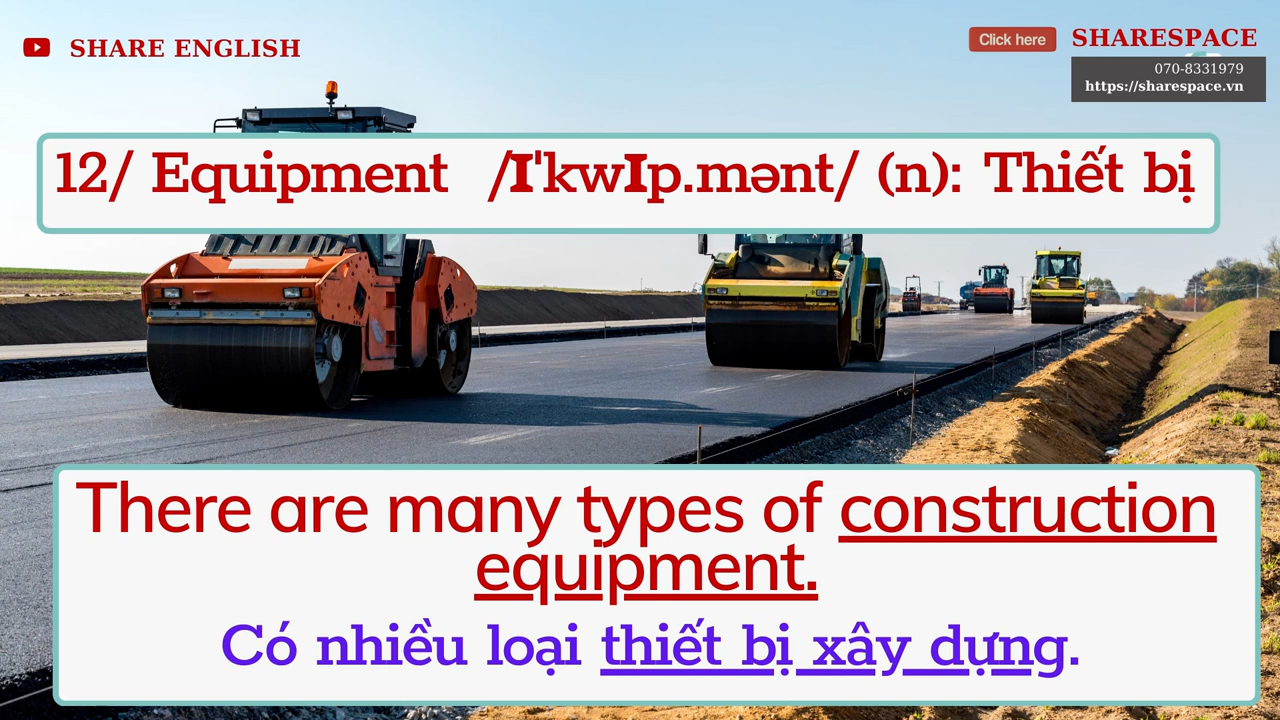 SHARE ENGLISH
Click here
SHARESPACE
070-8331979
https://sharespace.vn
12/ Equipment /ɪˈkwɪp.mənt/ (n): Thiết bị
There are many types of construction
equipment.
Có nhiều loại thiết bị xây dựng.